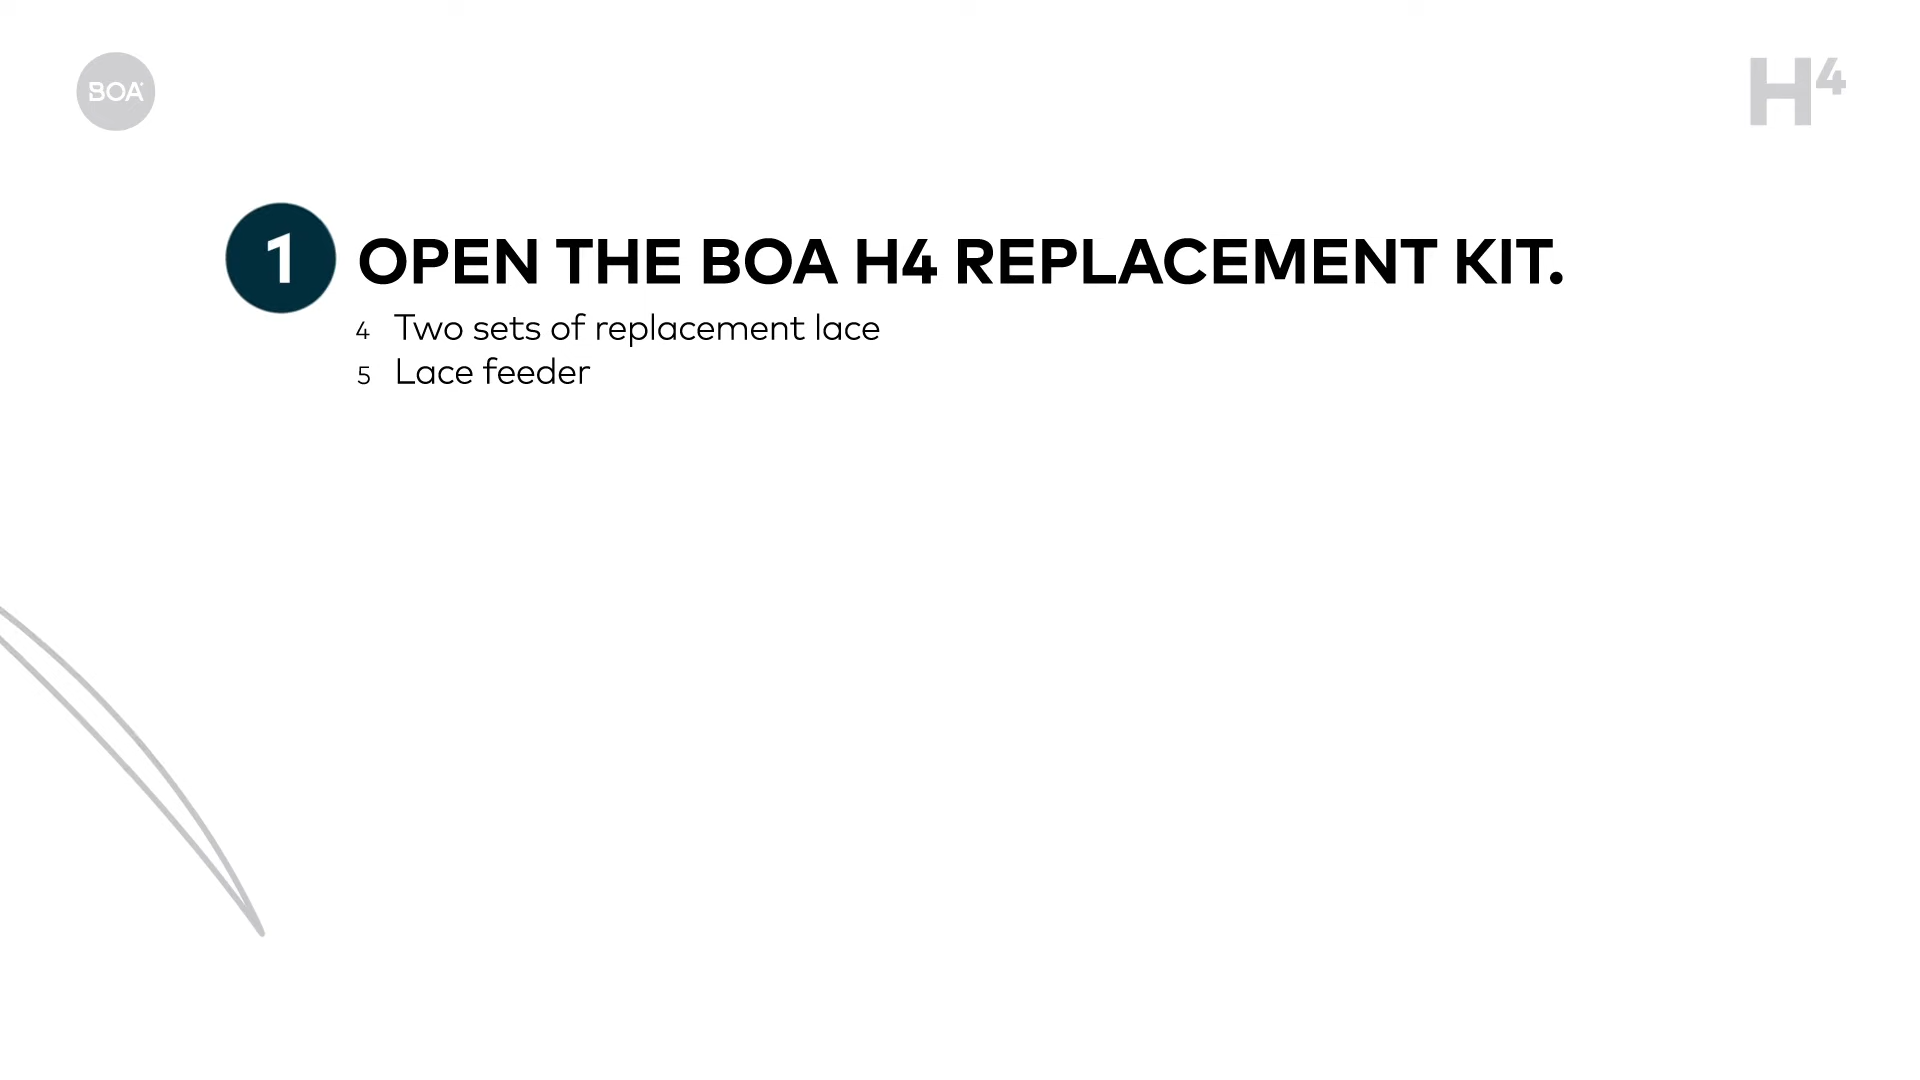 BOA
H4
1 OPEN THE BOA H4 REPLACEMENT KIT.
4 Two sets of replacement lace
5 Lace feeder